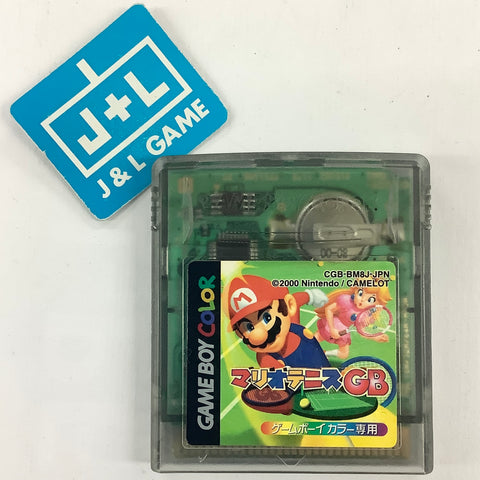 J+L
J & L GAME
CGB-BM8J-JPN
©2000 Nintendo / CAMELOT
GAME BOY COLOR
マリオテニスGB
ゲームボーイカラー専用